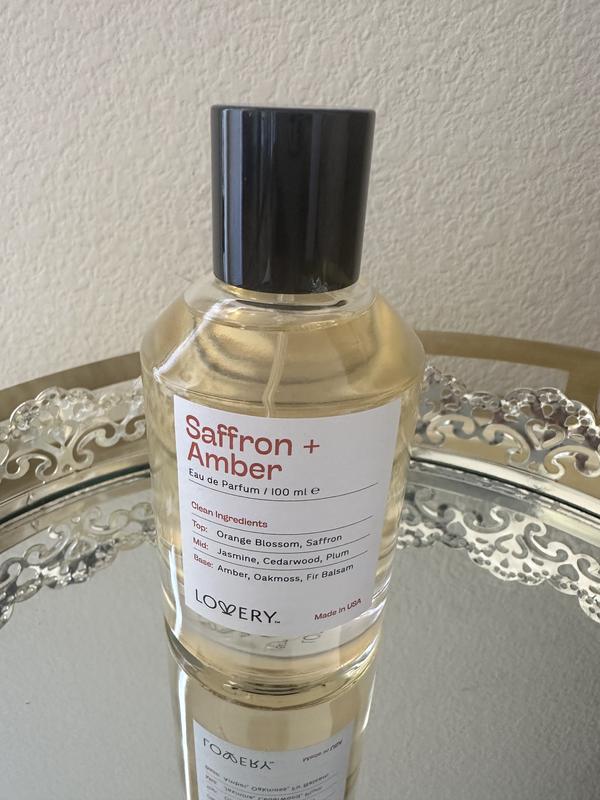 Saffron +
Amber
Eau de Parfum / 100 ml ℮
Clean Ingredients
Top: Orange Blossom, Saffron
Mid: Jasmine, Cedarwood, Plum
Base: Amber, Oakmoss, Fir Balsam
LOVERY™
Made in USA